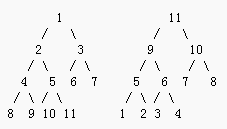 1 11
/ \ / \
2 3 9 10
/ \ / \ / \ / \
4 5 6 7 5 6 7 8
/ \ / \ / \ / \
8 9 10 11 1 2 3 4